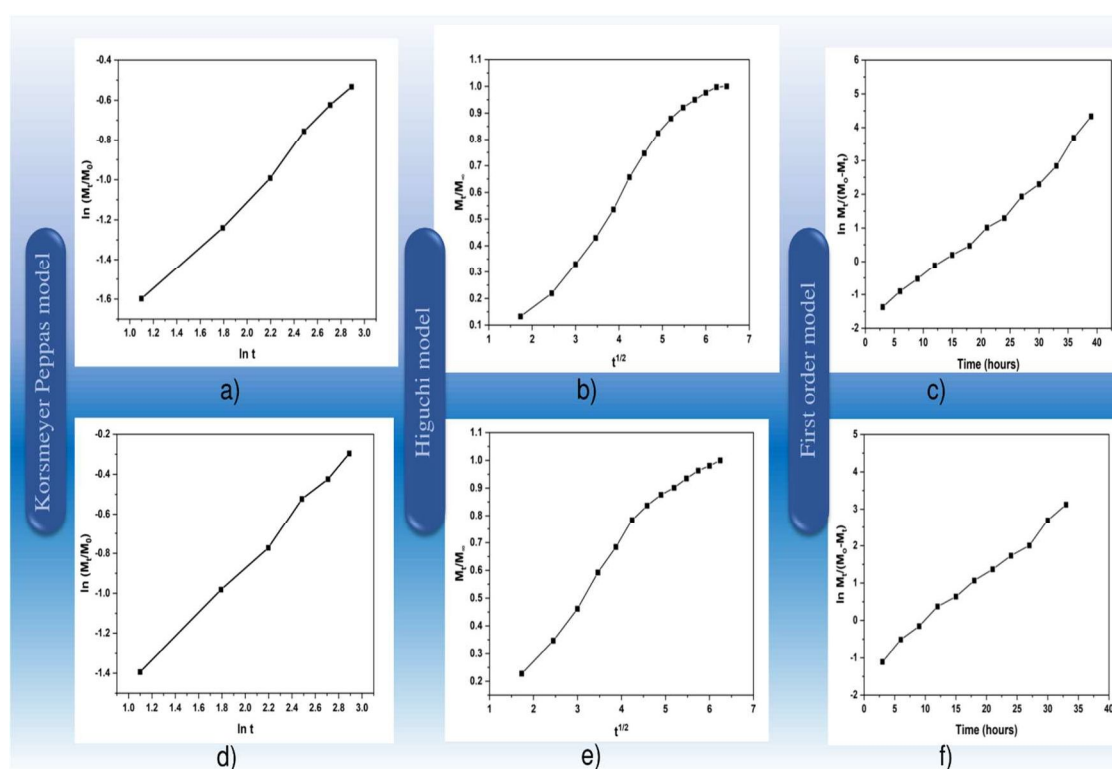 Korsmeyer Peppas model
-0.4
-0.6
-0.8
-1.0
-1.2
-1.4
-1.6
ln (Mt/M0)
1.0 1.2 1.4 1.6 1.8 2.0 2.2 2.4 2.6 2.8 3.0
ln t
a)
Higuchi model
1.1
1.0
0.9
0.8
0.7
0.6
0.5
0.4
0.3
0.2
0.1
Mt/M∞
1 2 3 4 5 6 7
t1/2
b)
First order model
6
5
4
3
2
1
0
-1
-2
ln Mt/(Mo-Mt)
0 5 10 15 20 25 30 35 40
Time (hours)
c)
-0.2
-0.4
-0.6
-0.8
-1.0
-1.2
-1.4
ln (Mt/M0)
1.0 1.2 1.4 1.6 1.8 2.0 2.2 2.4 2.6 2.8 3.0
ln t
d)
1.1
1.0
0.9
0.8
0.7
0.6
0.5
0.4
0.3
0.2
Mt/M∞
1 2 3 4 5 6 7
t1/2
e)
5
4
3
2
1
0
-1
-2
ln Mt/(Mo-Mt)
0 5 10 15 20 25 30 35 40
Time (hours)
f)